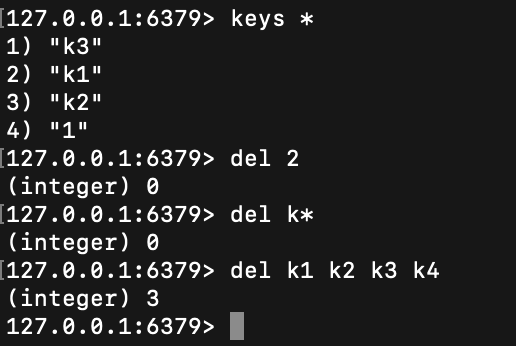 [127.0.0.1:6379> keys *
1) "k3"
2) "k1"
3) "k2"
4) "1"
[127.0.0.1:6379> del 2
(integer) 0
[127.0.0.1:6379> del k*
(integer) 0
[127.0.0.1:6379> del k1 k2 k3 k4
(integer) 3
127.0.0.1:6379>